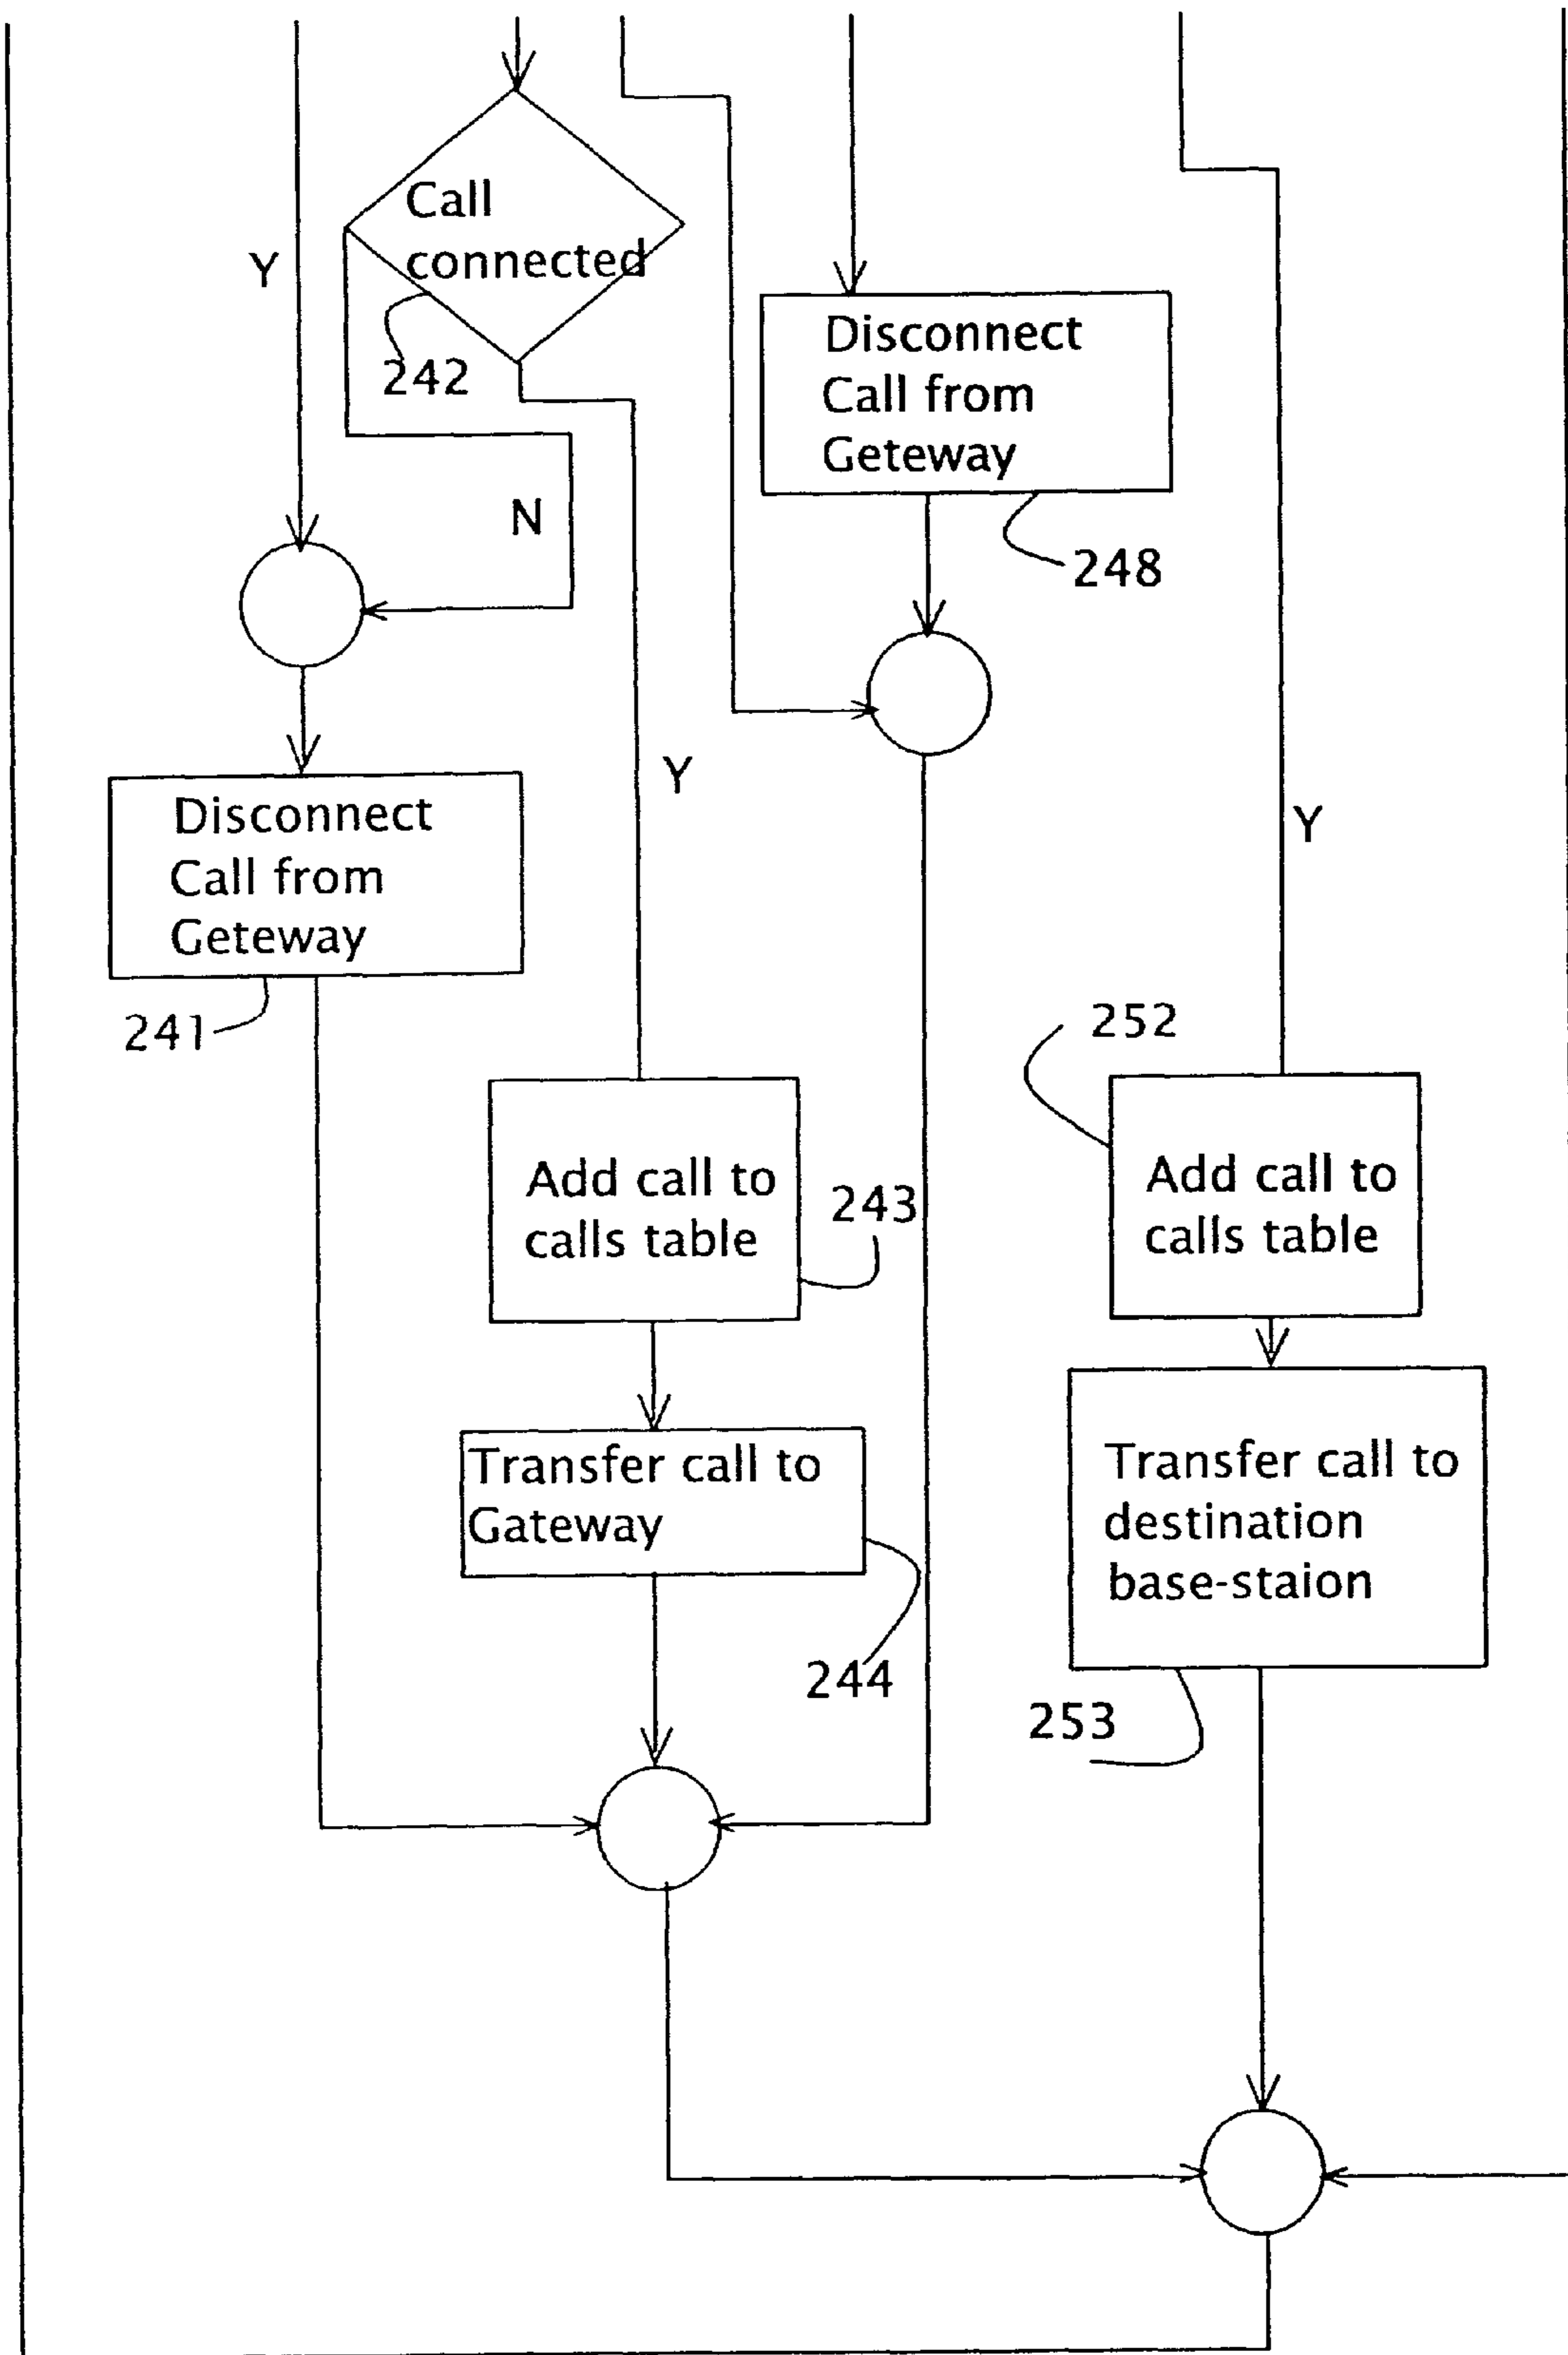 Call
connected
Y
242
N
Disconnect
Call from
Geteway
248
Y
Y
Disconnect
Call from
Geteway
241
252
Add call to
calls table
243
Add call to
calls table
Transfer call to
Gateway
244
Transfer call to
destination
base-staion
253